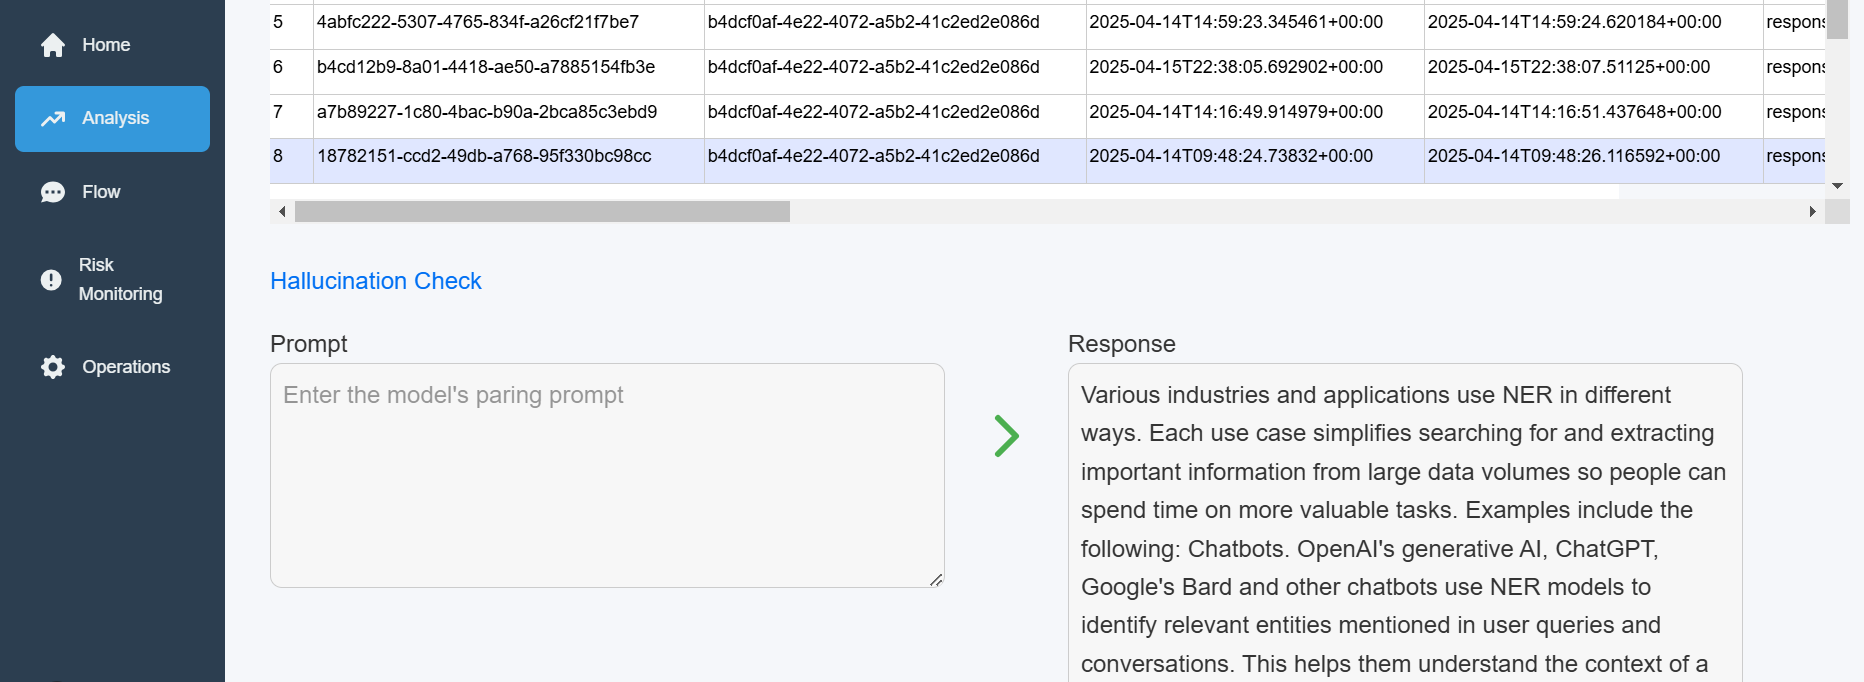 Home
Analysis
Flow
Risk
Monitoring
Operations
5 4abfc222-5307-4765-834f-a26cf21f7be7 b4dcf0af-4e22-4072-a5b2-41c2ed2e086d 2025-04-14T14:59:23.345461+00:00 2025-04-14T14:59:24.620184+00:00 respons
6 b4cd12b9-8a01-4418-ae50-a7885154fb3e b4dcf0af-4e22-4072-a5b2-41c2ed2e086d 2025-04-15T22:38:05.692902+00:00 2025-04-15T22:38:07.51125+00:00 respons
7 a7b89227-1c80-4bac-b90a-2bca85c3ebd9 b4dcf0af-4e22-4072-a5b2-41c2ed2e086d 2025-04-14T14:16:49.914979+00:00 2025-04-14T14:16:51.437648+00:00 respons
8 18782151-ccd2-49db-a768-95f330bc98cc b4dcf0af-4e22-4072-a5b2-41c2ed2e086d 2025-04-14T09:48:24.73832+00:00 2025-04-14T09:48:26.116592+00:00 respons
Hallucination Check
Prompt
Enter the model's paring prompt
Response
Various industries and applications use NER in different
ways. Each use case simplifies searching for and extracting
important information from large data volumes so people can
spend time on more valuable tasks. Examples include the
following: Chatbots. OpenAI's generative AI, ChatGPT,
Google's Bard and other chatbots use NER models to
identify relevant entities mentioned in user queries and
conversations. This helps them understand the context of a